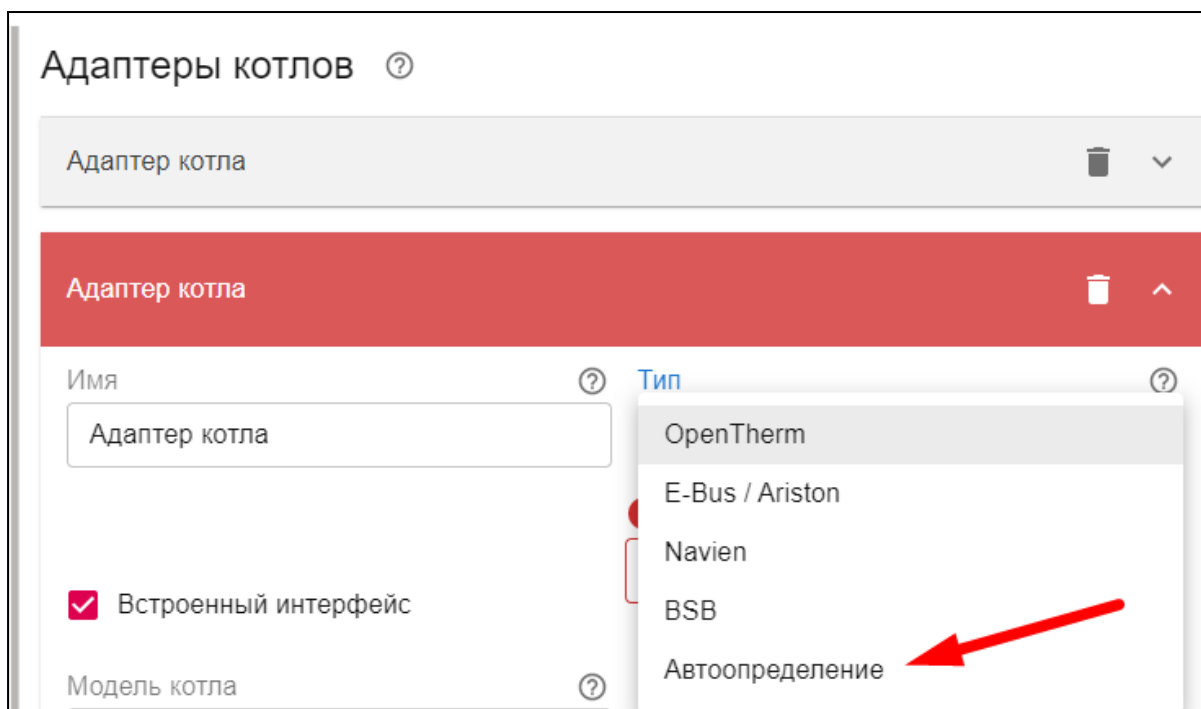 Адаптеры котлов
Адаптер котла
Адаптер котла
Имя
Тип
Адаптер котла
OpenTherm
E-Bus / Ariston
Navien
BSB
Автоопределение
Встроенный интерфейс
Модель котла